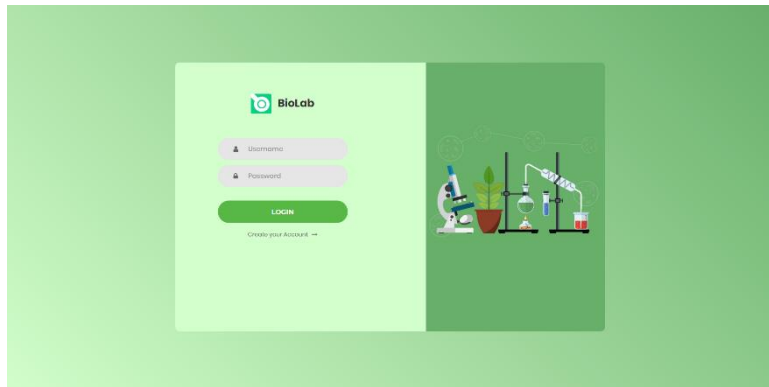 BioLab
Username
Password
LOGIN
Create your Account →